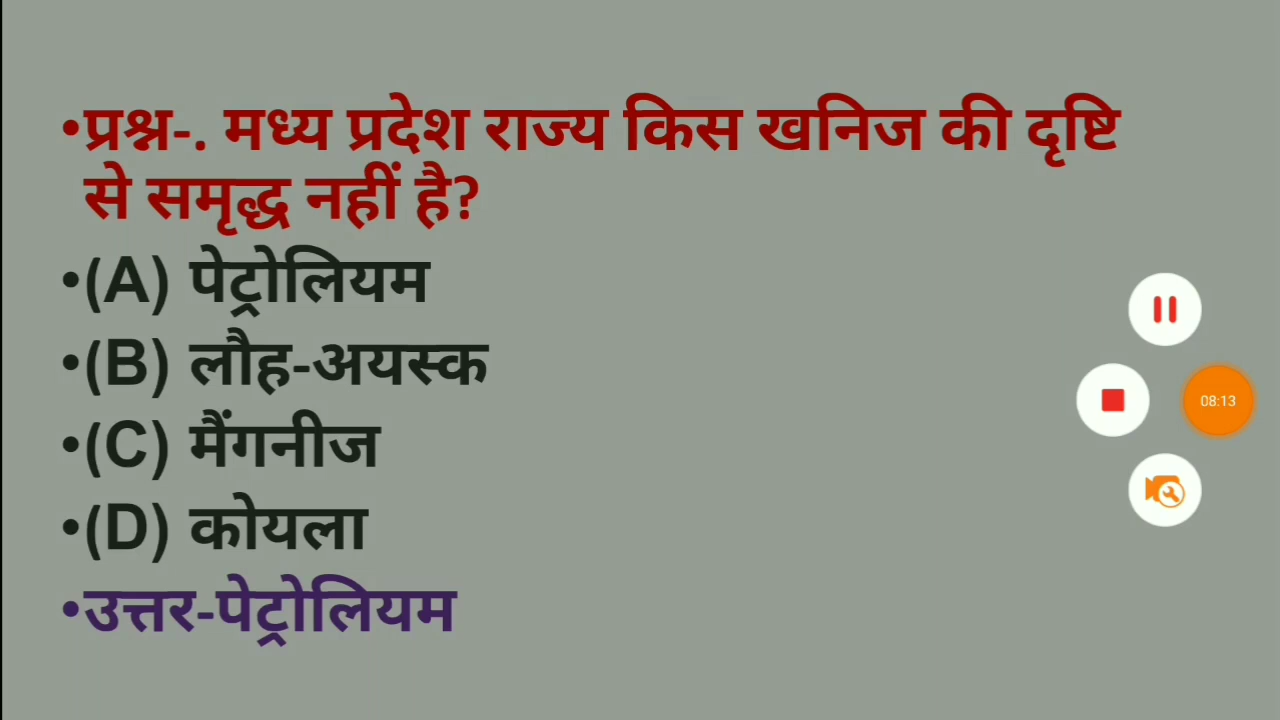 •प्रश्न-. मध्य प्रदेश राज्य किस खनिज की दृष्टि
से समृद्ध नहीं है?
•(A) पेट्रोलियम
•(B) लौह-अयस्क
•(C) मैंगनीज
•(D) कोयला
•उत्तर-पेट्रोलियम
08:13